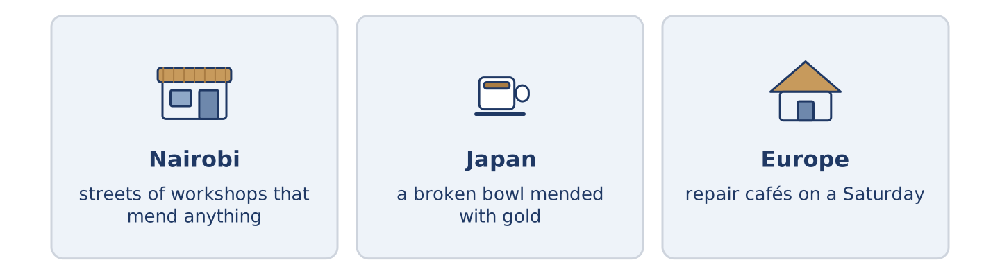 Nairobi
streets of workshops that
mend anything
Japan
a broken bowl mended
with gold
Europe
repair cafés on a Saturday